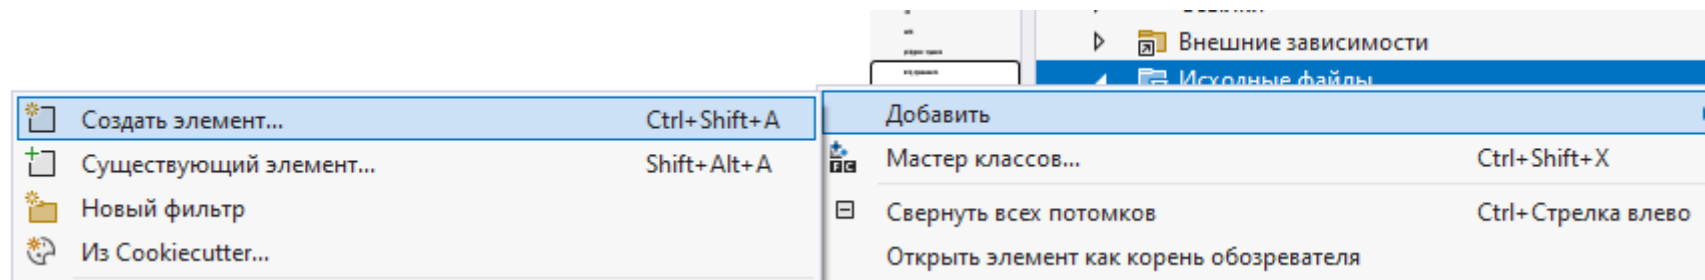 Внешние зависимости
Исходные файлы
Создать элемент... Ctrl+Shift+A
Существующий элемент... Shift+Alt+A
Новый фильтр
Из Cookiecutter...
Добавить
Мастер классов... Ctrl+Shift+X
Свернуть всех потомков Ctrl+Стрелка влево
Открыть элемент как корень обозревателя